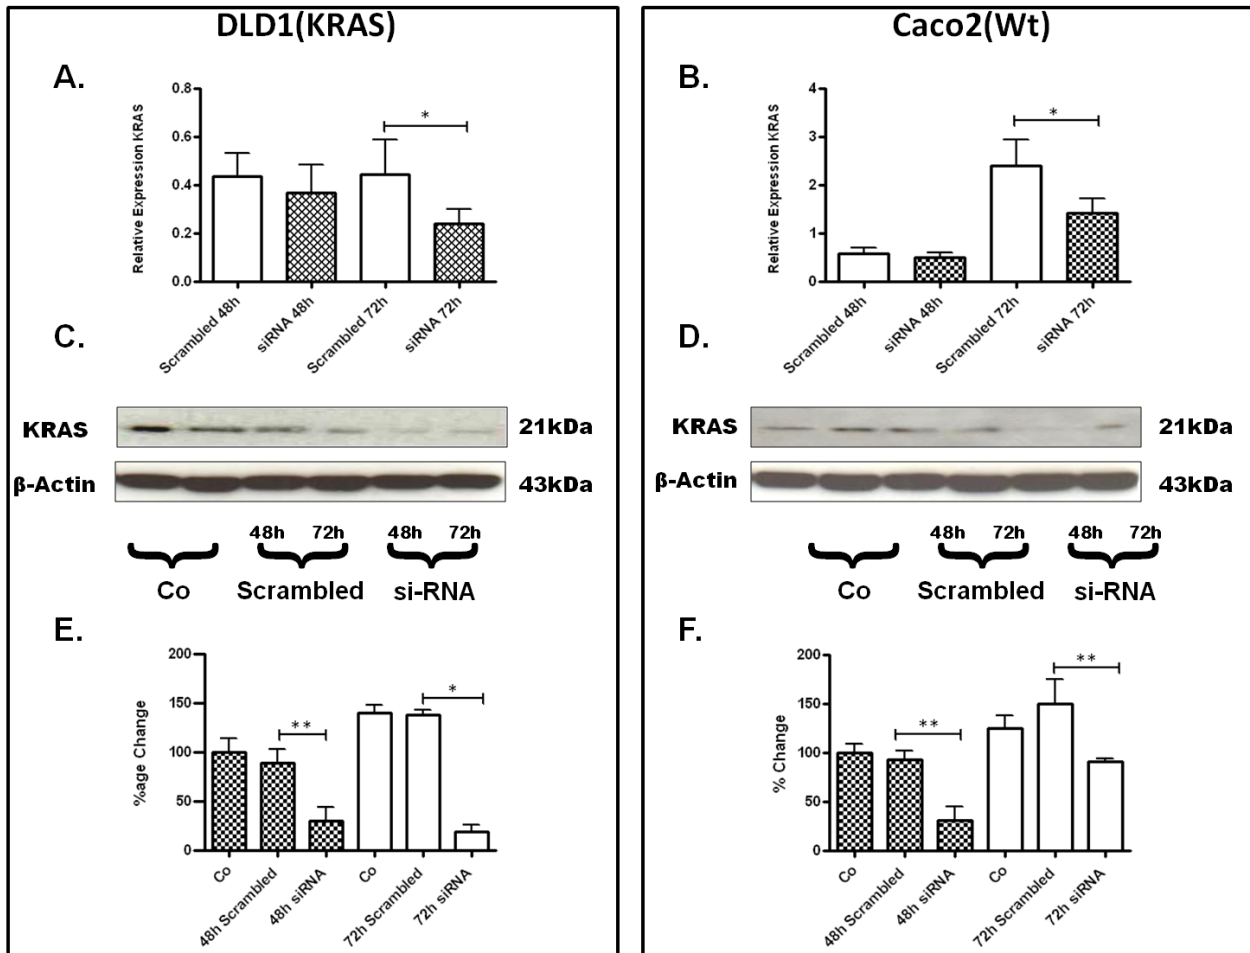 DLD1(KRAS)
A.
Relative Expression KRAS
0.8
0.6
0.4
0.2
0.0
*
Scrambled 48h
siRNA 48h
Scrambled 72h
siRNA 72h
C.
KRAS
21kDa
β-Actin
43kDa
48h 72h 48h 72h
Co Scrambled si-RNA
E.
%age Change
200
150
100
50
0
**
*
Co
48h Scrambled
48h siRNA
Co
72h Scrambled
72h siRNA
Caco2(Wt)
B.
Relative Expression KRAS
4
3
2
1
0
*
Scrambled 48h
siRNA 48h
Scrambled 72h
siRNA 72h
D.
KRAS
21kDa
β-Actin
43kDa
48h 72h 48h 72h
Co Scrambled si-RNA
F.
% Change
200
150
100
50
0
**
**
Co
48h Scrambled
48h siRNA
Co
72h Scrambled
72h siRNA